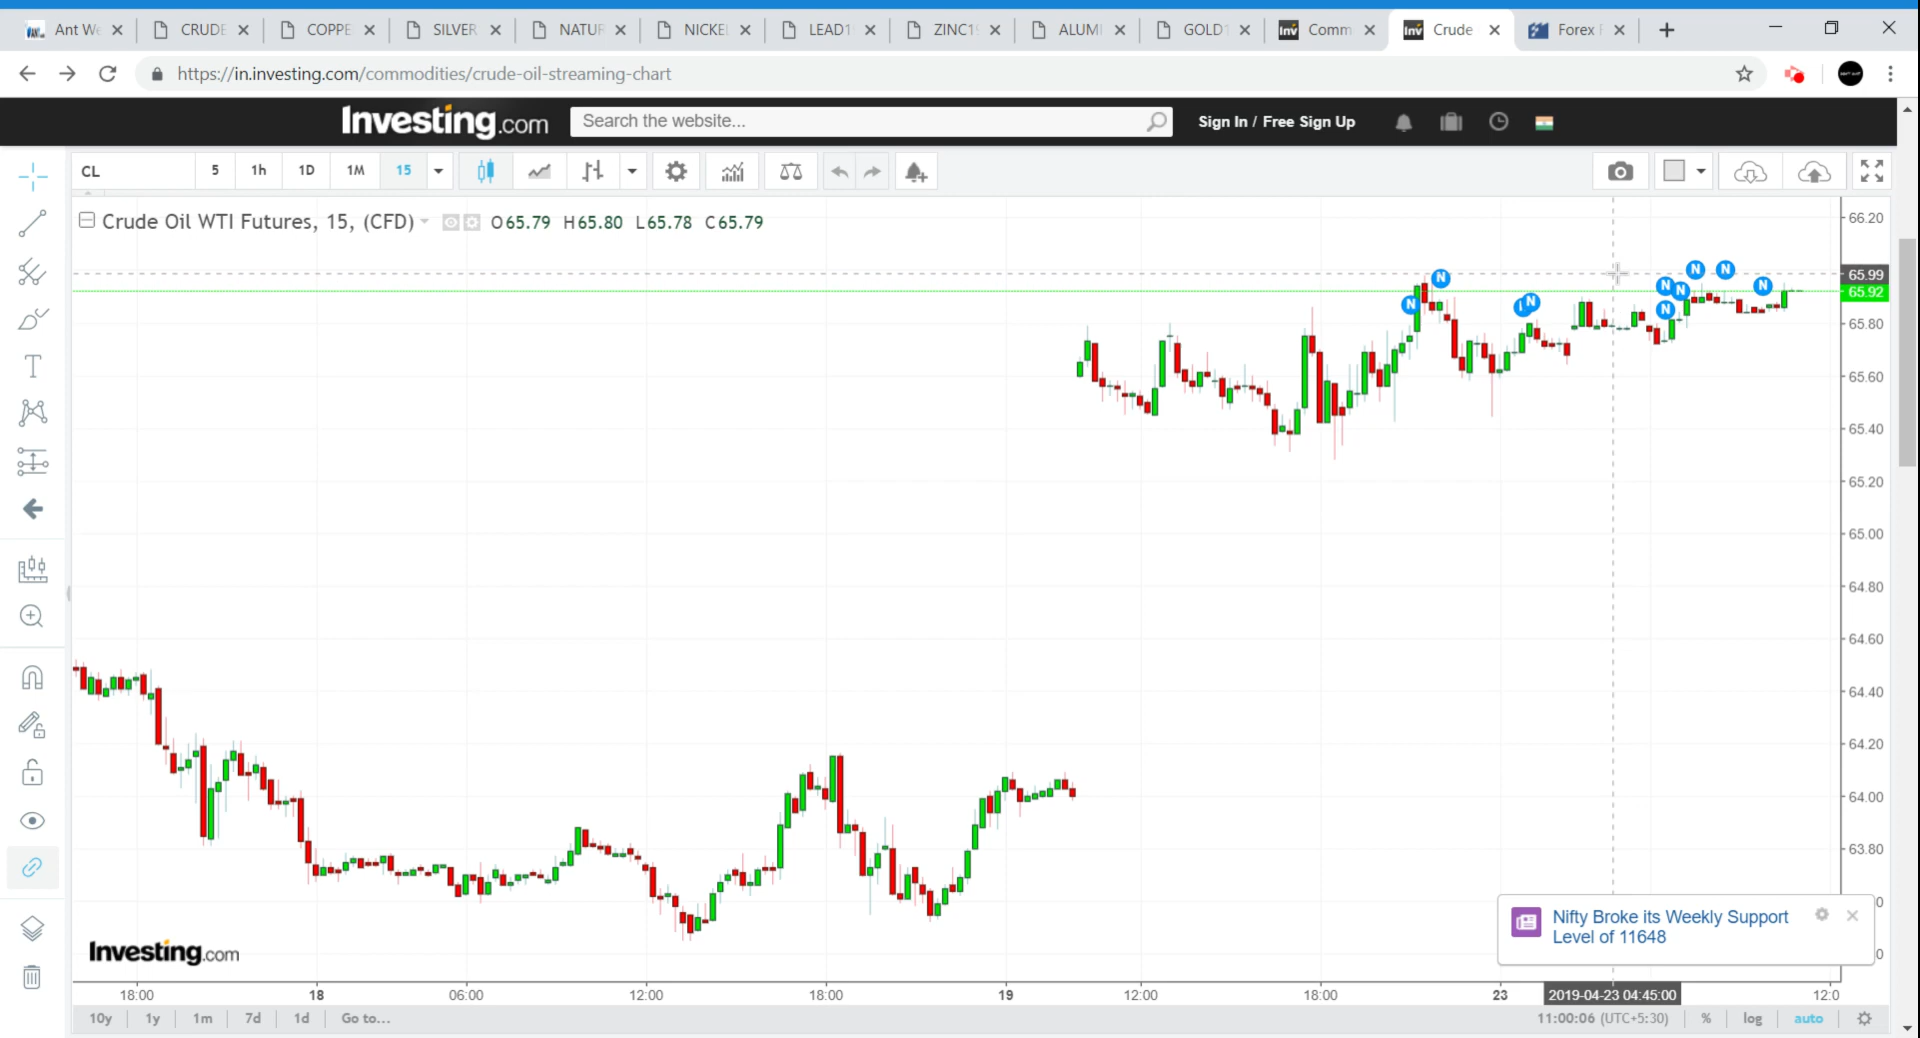 Ant We
CRUDE
COPPE
SILVER
NATUR
NICKEL
LEAD1
ZINC1
ALUMI
GOLD1
Inv Comm
Inv Crude
Forex
https://in.investing.com/commodities/crude-oil-streaming-chart
Investing.com
Search the website...
Sign In / Free Sign Up
CL 5 1h 1D 1M 15
Crude Oil WTI Futures, 15, (CFD) O65.79 H65.80 L65.78 C65.79
66.20
65.99
65.92
65.80
65.60
65.40
65.20
65.00
64.80
64.60
64.40
64.20
64.00
63.80
N N N N N N N N N N
Nifty Broke its Weekly Support
Level of 11648
Investing.com
18:00 18 06:00 12:00 18:00 19 12:00 18:00 23 2019-04-23 04:45:00 12:0
10y 1y 1m 7d 1d Go to... 11:00:06 (UTC+5:30) % log auto